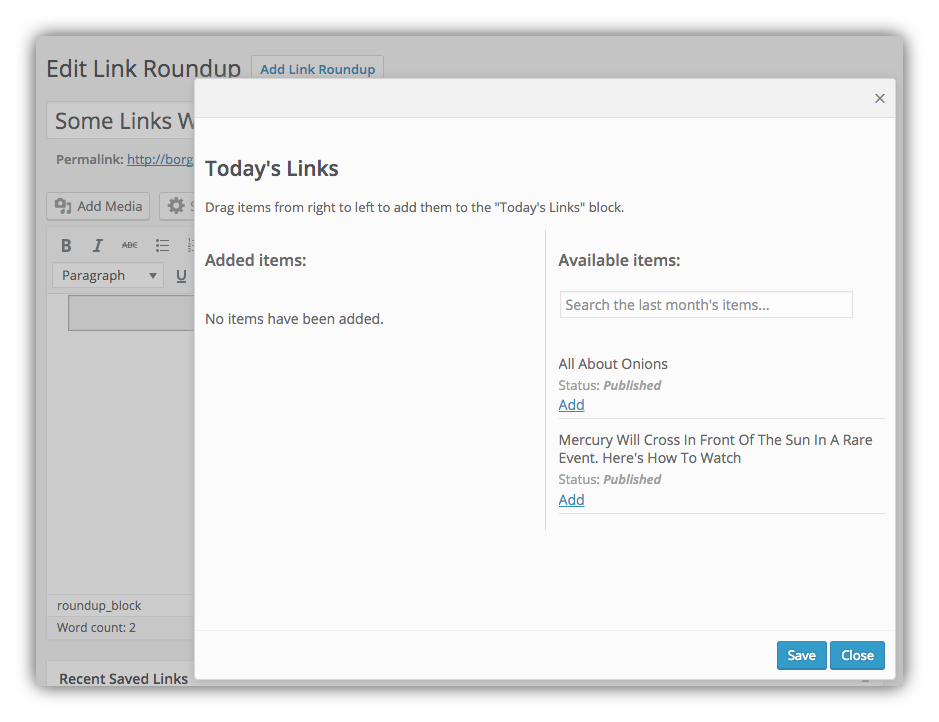 Edit Link Roundup
Add Link Roundup
Some Links W
Permalink: http://borg
Add Media
B I ABC
Paragraph U
roundup_block
Word count: 2
Recent Saved Links
×
Today's Links
Drag items from right to left to add them to the "Today's Links" block.
Added items:
No items have been added.
Available items:
Search the last month's items...
All About Onions
Status: Published
Add
Mercury Will Cross In Front Of The Sun In A Rare
Event. Here's How To Watch
Status: Published
Add
Save
Close